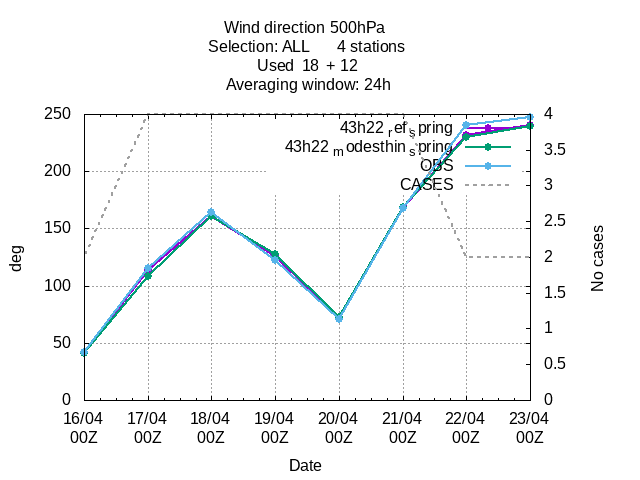 Wind direction 500hPa
Selection: ALL 4 stations
Used 18 + 12
Averaging window: 24h
250
200
150
100
50
0
deg
4
3.5
3
2.5
2
1.5
1
0.5
0
No cases
43h22 ref spring
43h22 modesthin spring
OBS
CASES
16/04 17/04 18/04 19/04 20/04 21/04 22/04 23/04
00Z 00Z 00Z 00Z 00Z 00Z 00Z 00Z
Date